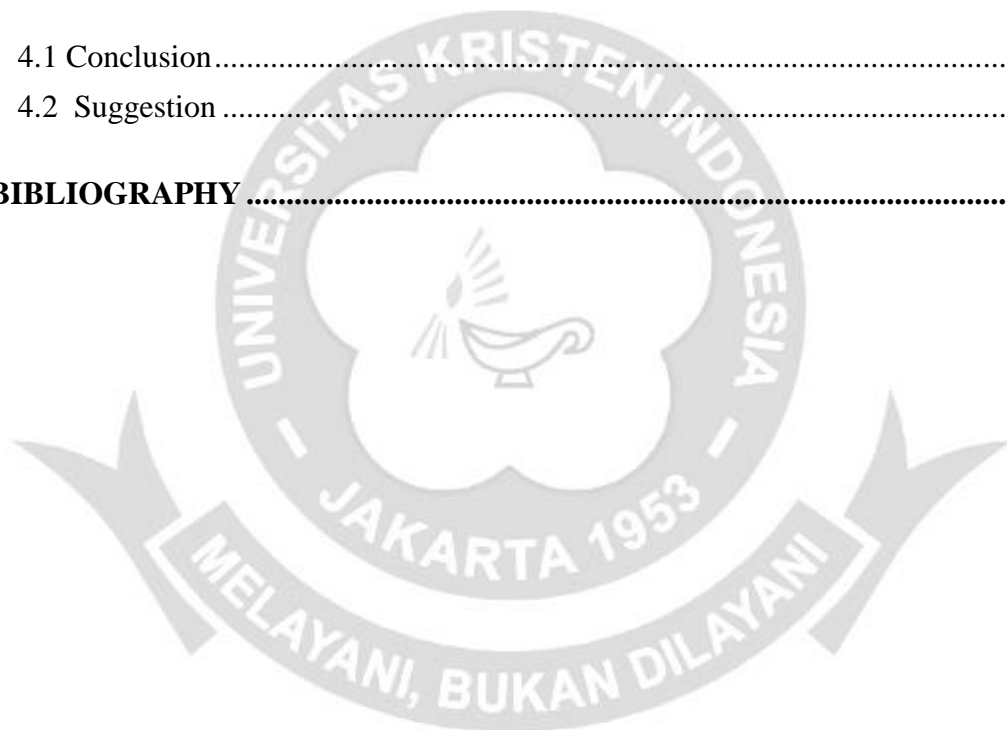 4.1 Conclusion....................................................................................................
4.2 Suggestion ...................................................................................................
BIBLIOGRAPHY ................................................................................................
UNIVERSITAS KRISTEN INDONESIA
- JAKARTA 1953 -
MELAYANI, BUKAN DILAYANI